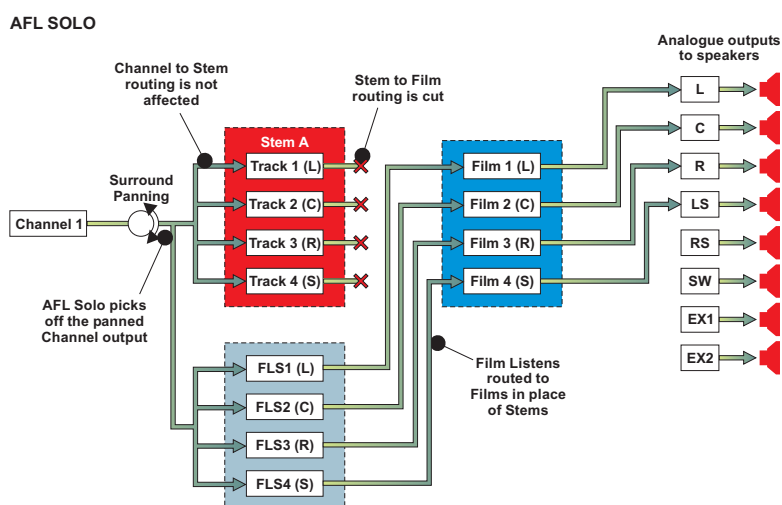 AFL SOLO
Analogue outputs
to speakers
Channel to Stem
routing is not
affected
Stem to Film
routing is cut
Stem A
Track 1 (L)
Track 2 (C)
Track 3 (R)
Track 4 (S)
Surround
Panning
Channel 1
AFL Solo picks
off the panned
Channel output
Film 1 (L)
Film 2 (C)
Film 3 (R)
Film 4 (S)
L
C
R
LS
RS
SW
EX1
EX2
FLS1 (L)
FLS2 (C)
FLS3 (R)
FLS4 (S)
Film Listens
routed to
Films in place
of Stems